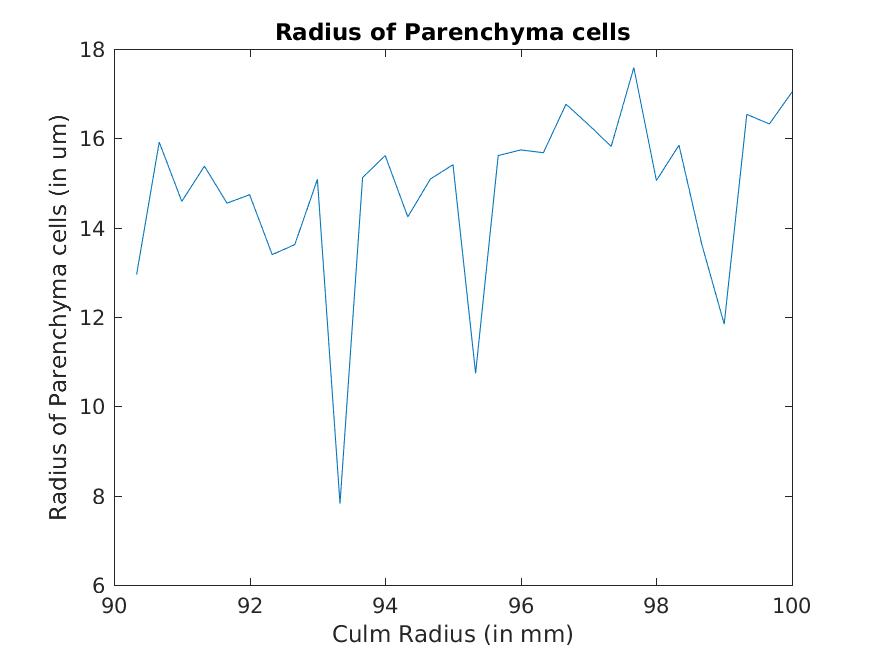 Radius of Parenchyma cells
18
16
14
12
10
8
6
Radius of Parenchyma cells (in um)
90 92 94 96 98 100
Culm Radius (in mm)